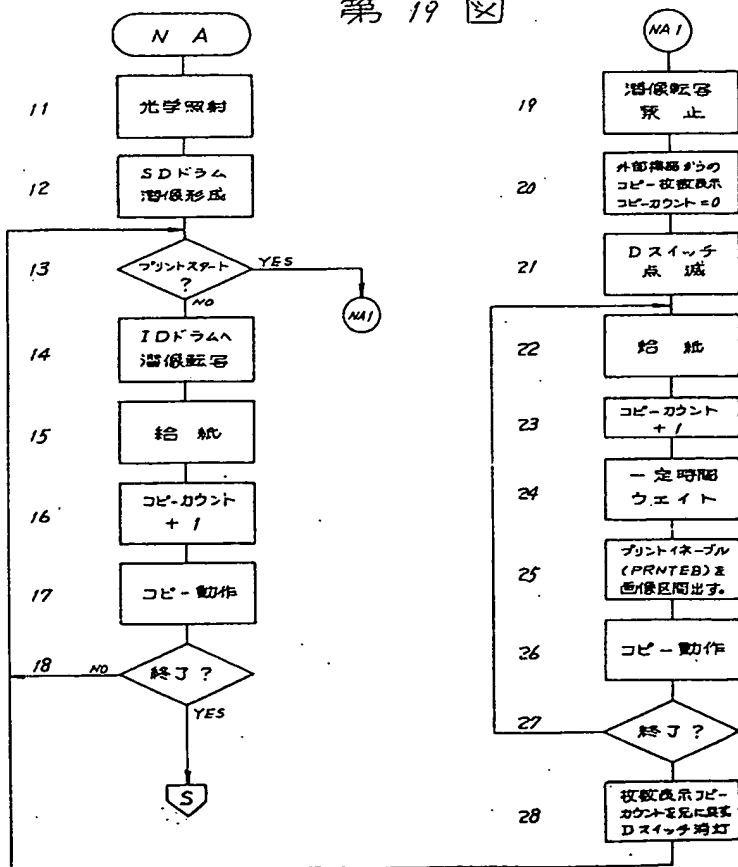 第 19 図
N A
11
光学照射
12
SDドラム
潜像形成
13
プリントスタート
?
YES
NO
NA1
14
IDドラムへ
潜像転写
15
給 紙
16
コピーカウント
+ 1
17
コピー動作
18
NO
終了?
YES
S
NA1
19
潜像転写
禁 止
20
外部機器からの
コピー枚数表示
コピーカウント=0
21
Dスイッチ
点 滅
22
給 紙
23
コピーカウント
+ 1
24
一定時間
ウエイト
25
プリントイネーブル
(PRNTEB)を
画像区間出す。
26
コピー動作
27
終了?
28
枚数表示コピー
カウントを元に戻す
Dスイッチ消灯